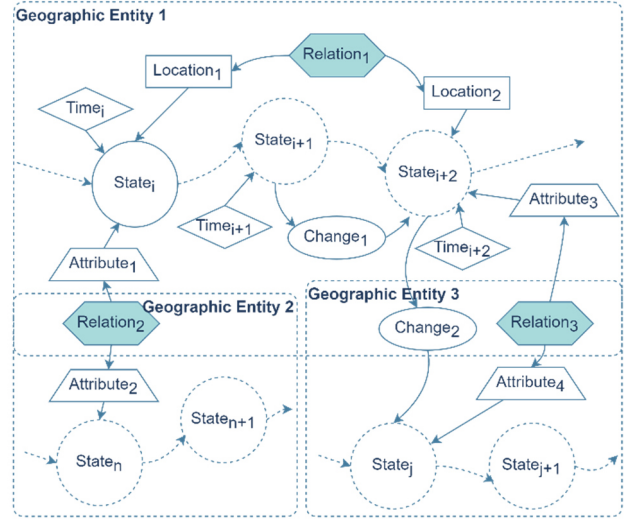 Geographic Entity 1
Relation1
Location1
Location2
Timei
Statei+1
Statei
Statei+2
Attribute3
Timei+1
Change1
Timei+2
Attribute1
Geographic Entity 2
Geographic Entity 3
Relation2
Change2
Relation3
Attribute2
Attribute4
Staten+1
Staten
Statej
Statej+1